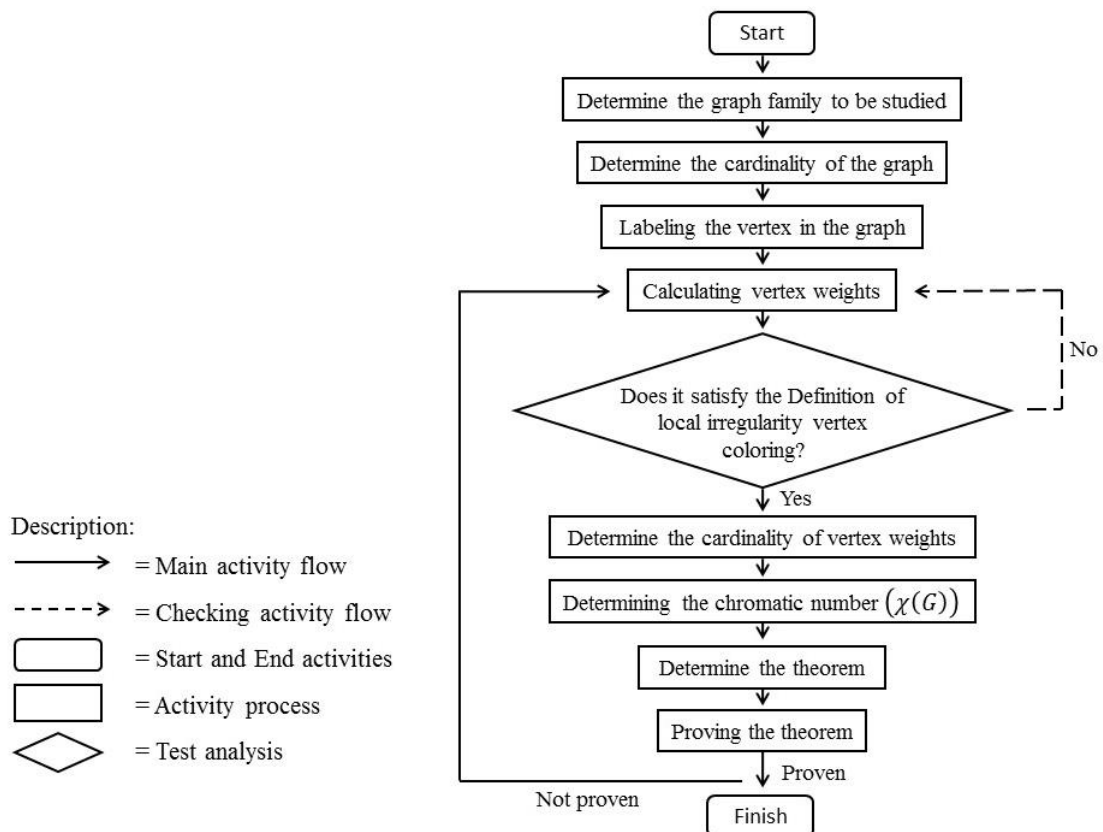 Start
Determine the graph family to be studied
Determine the cardinality of the graph
Labeling the vertex in the graph
Calculating vertex weights
No
Does it satisfy the Definition of
local irregularity vertex
coloring?
Yes
Determine the cardinality of vertex weights
Determining the chromatic number (χ(G))
Determine the theorem
Proving the theorem
Proven
Not proven
Finish
Description:
= Main activity flow
= Checking activity flow
= Start and End activities
= Activity process
= Test analysis